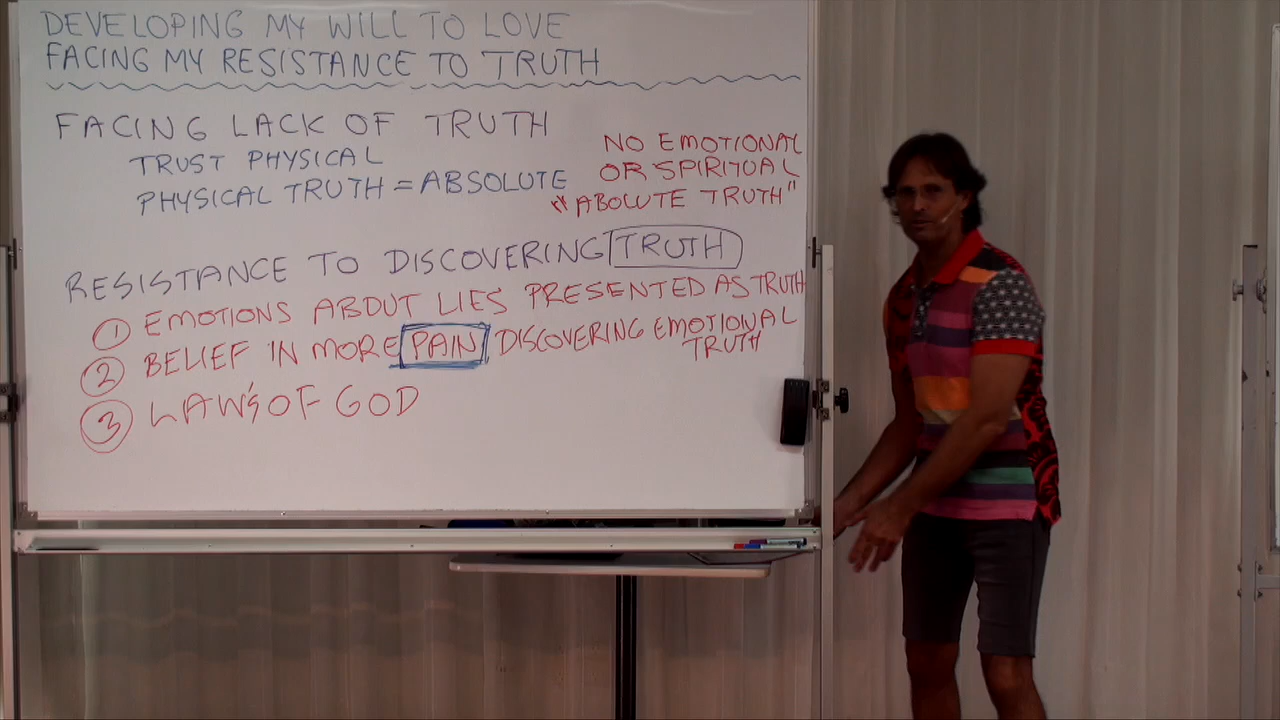 DEVELOPING MY WILL TO LOVE
FACING MY RESISTANCE TO TRUTH
FACING LACK OF TRUTH
TRUST PHYSICAL
PHYSICAL TRUTH = ABSOLUTE
NO EMOTIONAL
OR SPIRITUAL
"ABOLUTE TRUTH"
RESISTANCE TO DISCOVERING TRUTH
1 EMOTIONS ABOUT LIES PRESENTED AS TRUTH
2 BELIEF IN MORE PAIN DISCOVERING EMOTIONAL
TRUTH
3 LAW'S OF GOD